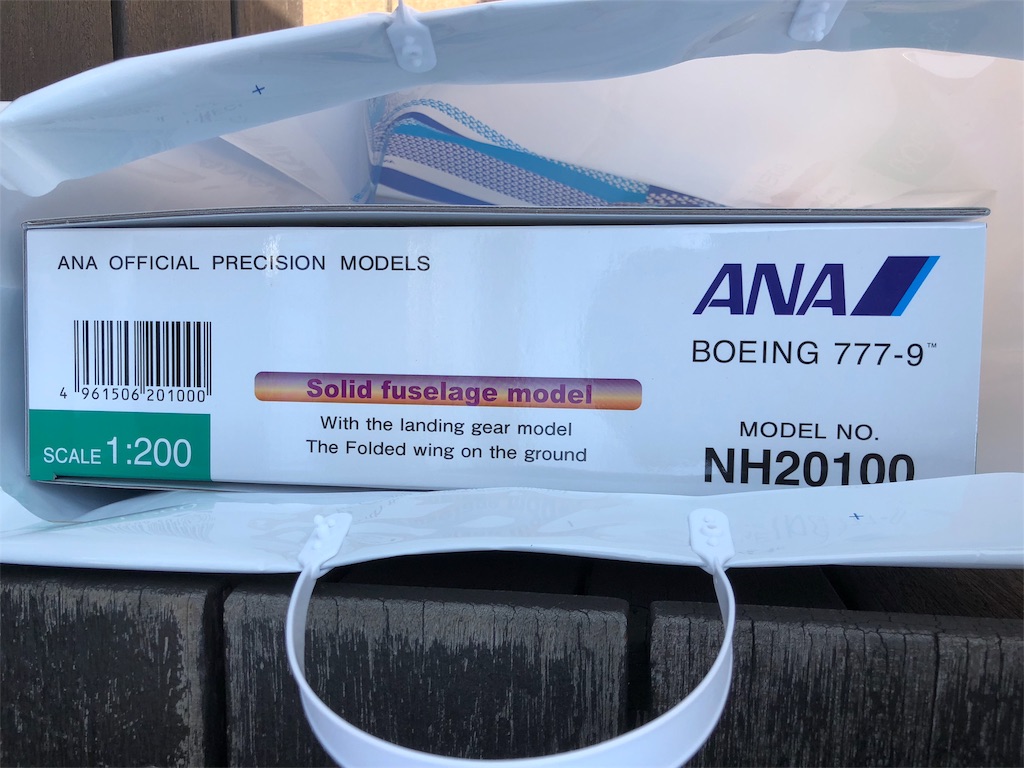 ANA OFFICIAL PRECISION MODELS
ANA
BOEING 777-9™
4 961506 201000
Solid fuselage model
With the landing gear model
The Folded wing on the ground
SCALE 1:200
MODEL NO.
NH20100